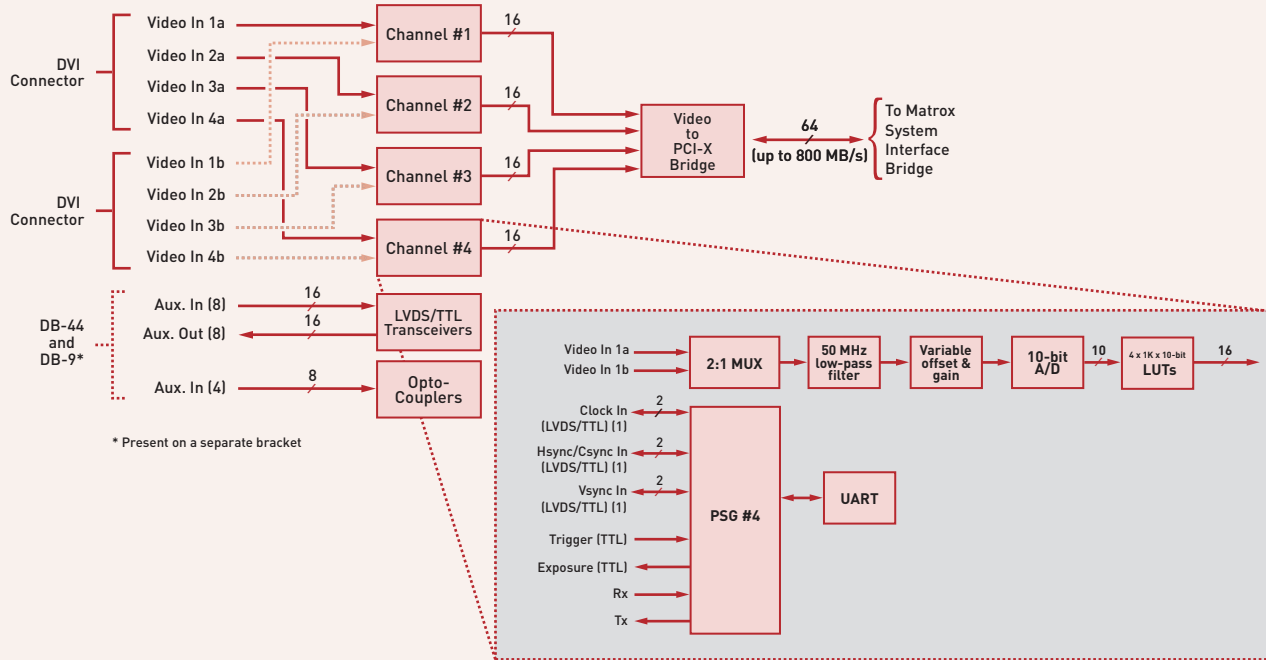 DVI
Connector
Video In 1a
Video In 2a
Video In 3a
Video In 4a
DVI
Connector
Video In 1b
Video In 2b
Video In 3b
Video In 4b
DB-44
and
DB-9*
Aux. In (8)
16
Aux. Out (8)
16
Aux. In (4)
8
* Present on a separate bracket
Channel #1
16
Channel #2
16
Channel #3
16
Channel #4
16
LVDS/TTL
Transceivers
Opto-
Couplers
Video
to
PCI-X
Bridge
64
(up to 800 MB/s)
To Matrox
System
Interface
Bridge
Video In 1a
Video In 1b
2:1 MUX
50 MHz
low-pass
filter
Variable
offset &
gain
10-bit
A/D
10
4 x 1K x 10-bit
LUTs
16
Clock In
(LVDS/TTL) (1)
2
Hsync/Csync In
(LVDS/TTL) (1)
2
Vsync In
(LVDS/TTL) (1)
2
Trigger (TTL)
Exposure (TTL)
Rx
Tx
PSG #4
UART